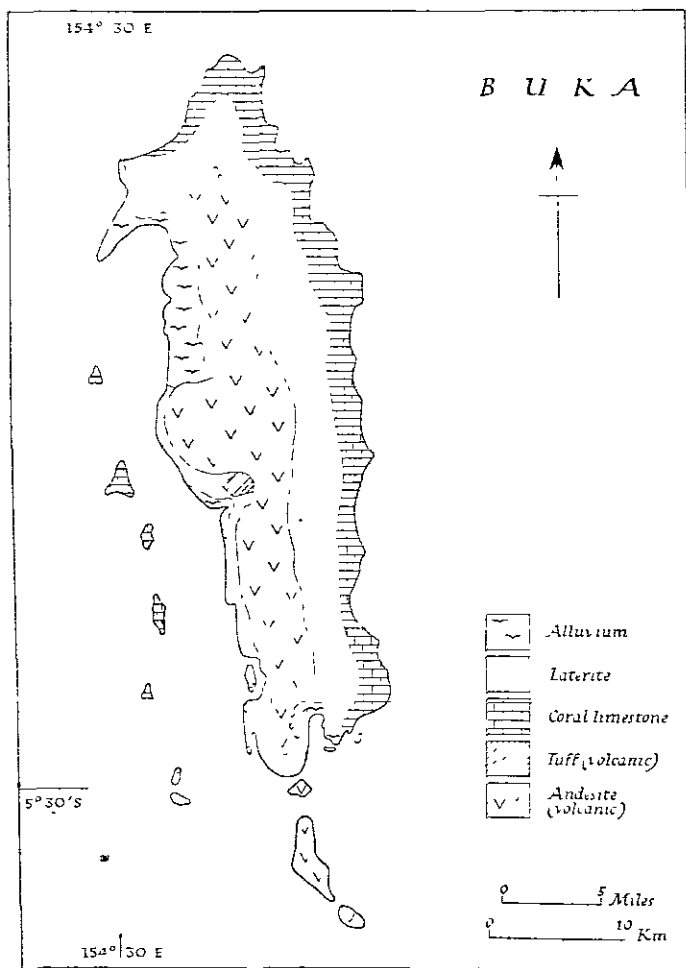 154° 30 E
B U K A
Alluvium
Laterite
Coral limestone
Tuff (volcanic)
Andesite
(volcanic)
5°30'S
0 5
Miles
0 10
Km
154° 30 E